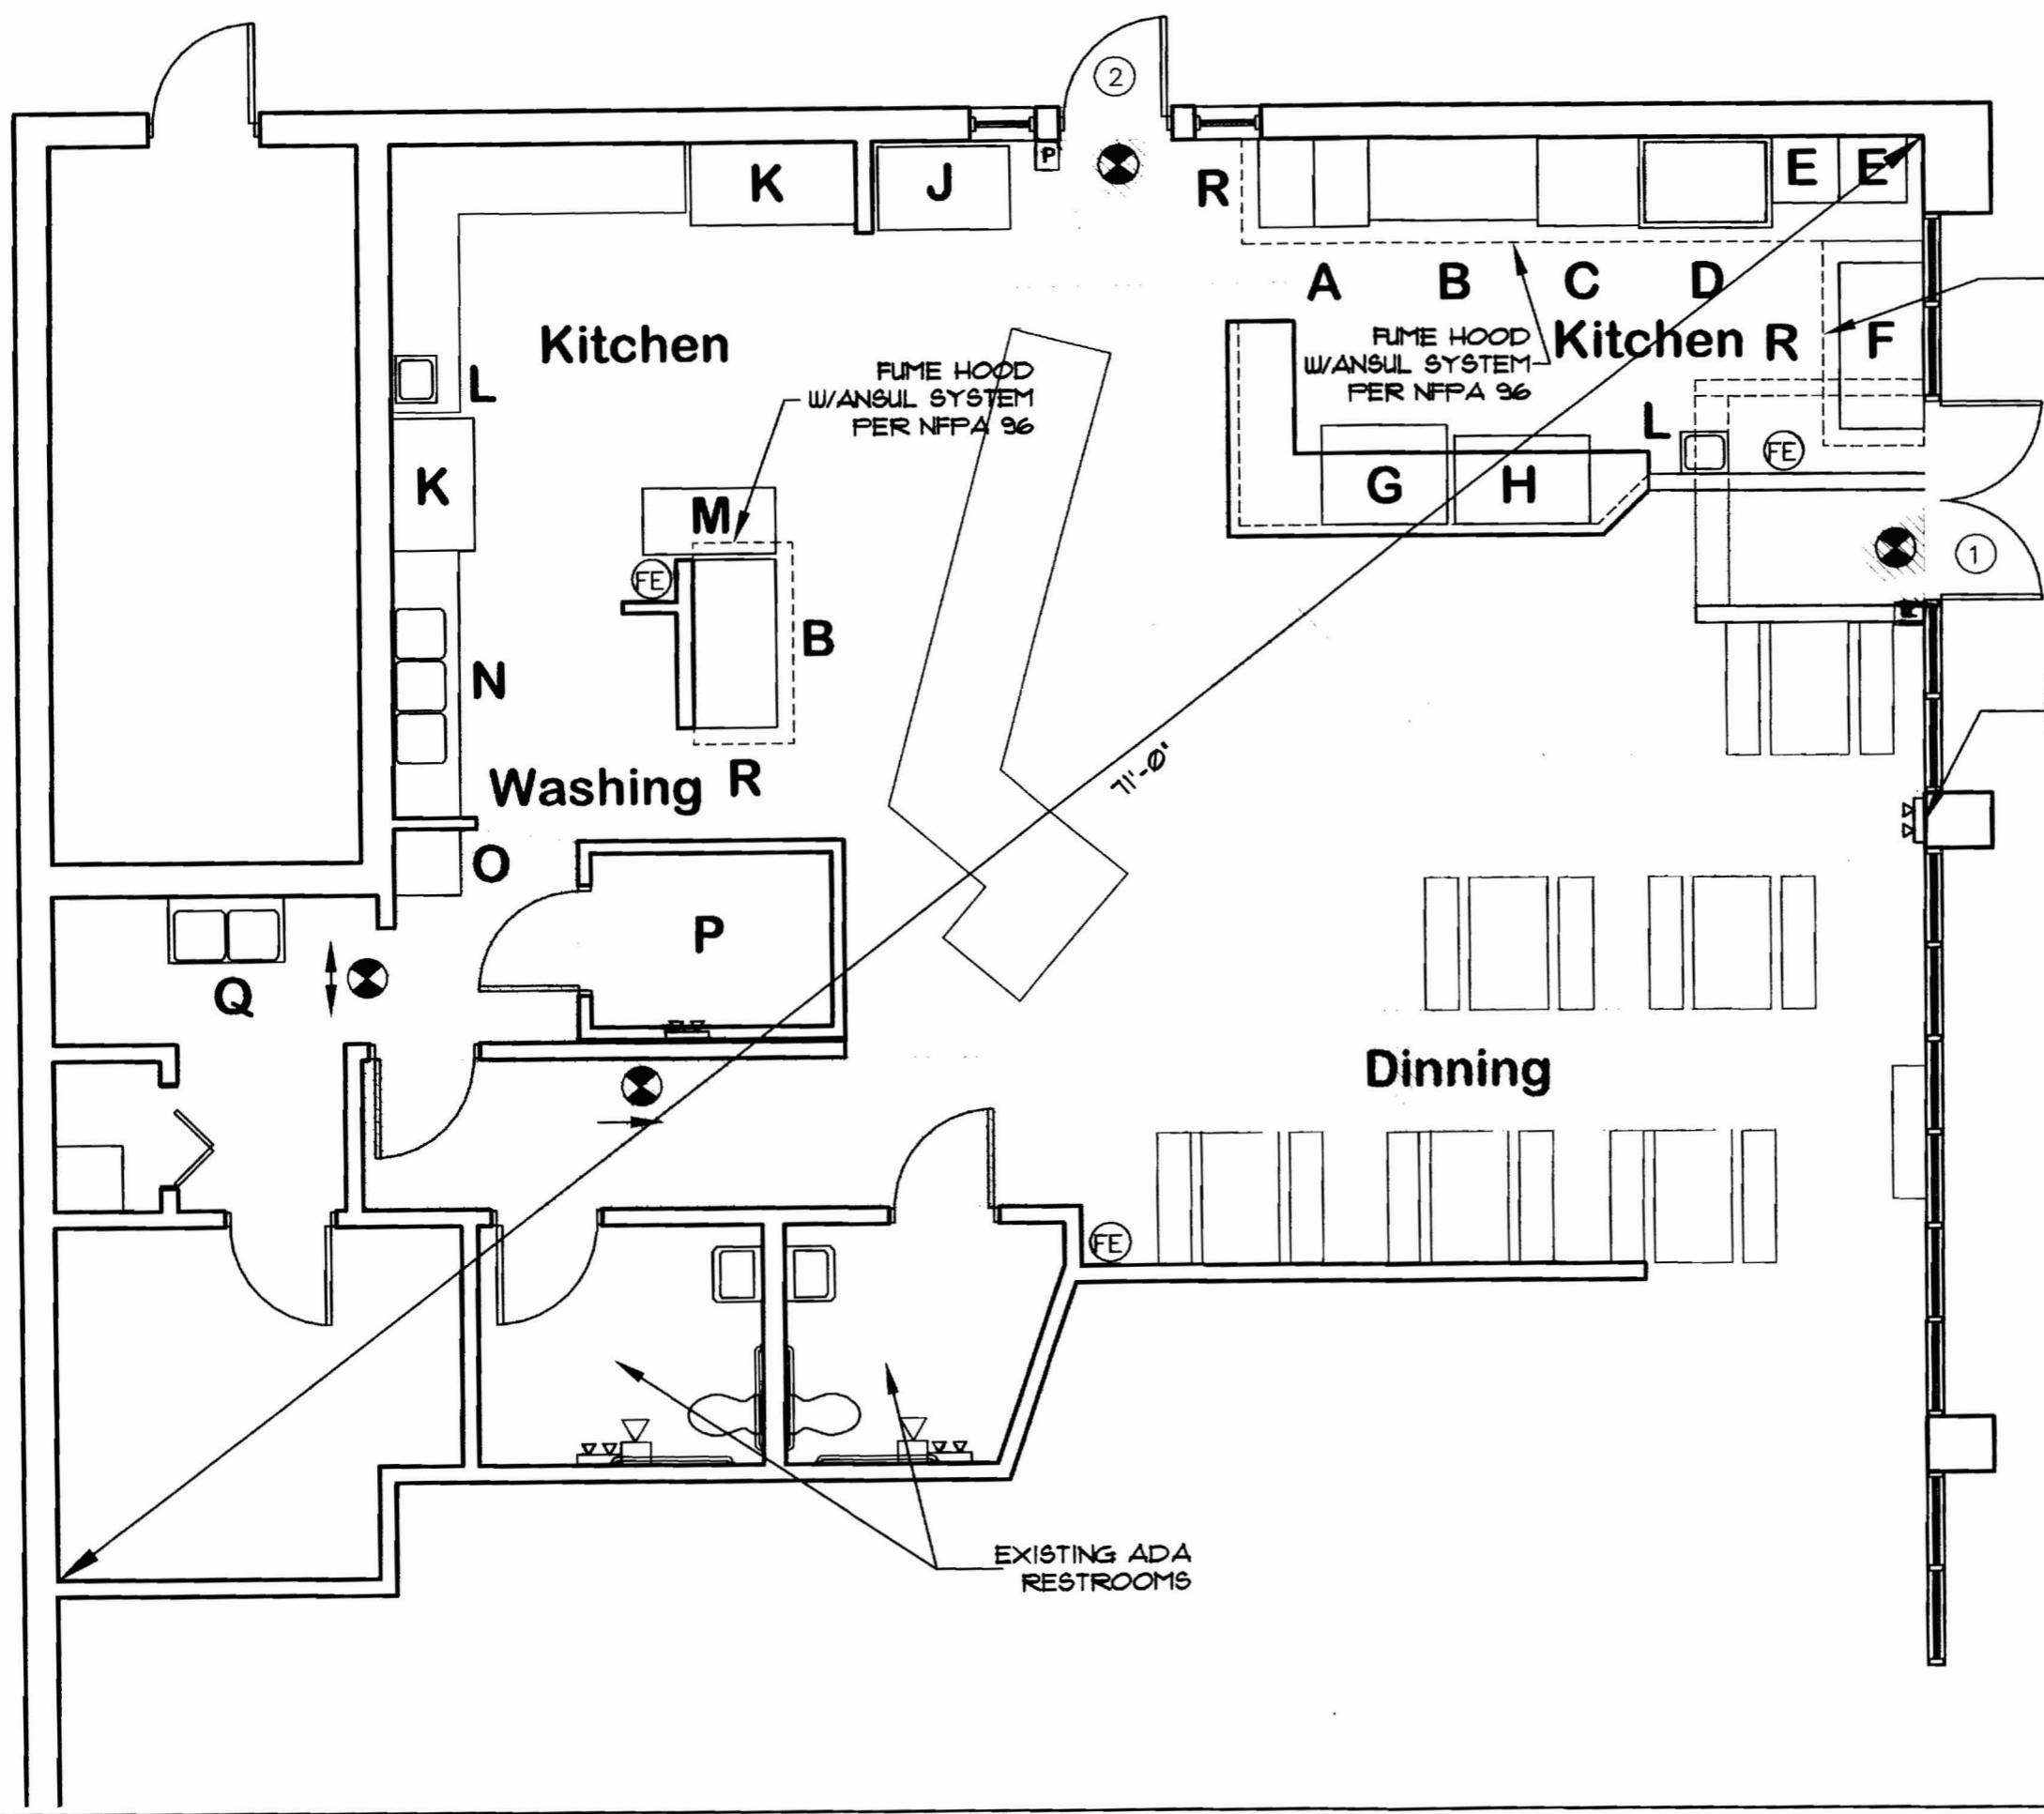 2
P
K
J
R
E
E
A
B
C
D
Kitchen
FUME HOOD
W/ANSUL SYSTEM
PER NFPA 96
Kitchen
R
F
FUME HOOD
W/ANSUL SYSTEM
PER NFPA 96
L
L
FE
K
M
G
H
FE
1
B
N
Washing
R
71'-0"
O
P
Q
Dinning
FE
EXISTING ADA
RESTROOMS